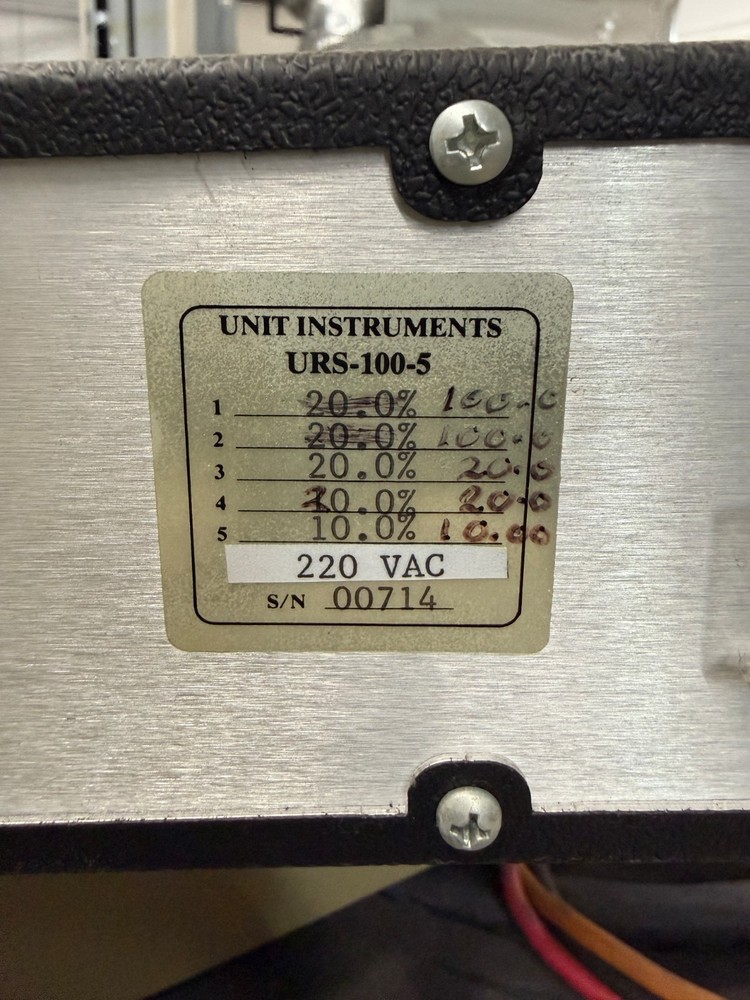 UNIT INSTRUMENTS
URS-100-5
1 20.0% 100.0
2 20.0% 100.0
3 20.0% 20.0
4 20.0% 20.0
5 10.0% 10.00
220 VAC
S/N 00714